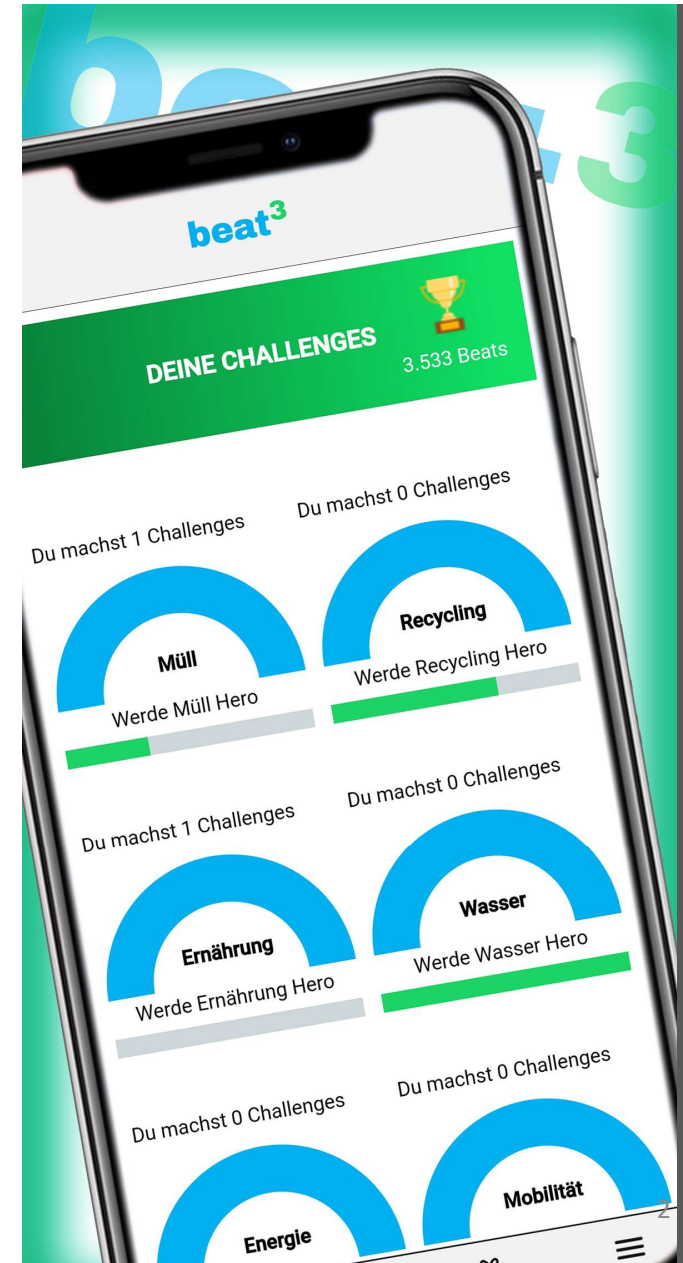 beat3
beat³
DEINE CHALLENGES
3.533 Beats
Du machst 1 Challenges
Müll
Werde Müll Hero
Du machst 0 Challenges
Recycling
Werde Recycling Hero
Du machst 1 Challenges
Ernährung
Werde Ernährung Hero
Du machst 0 Challenges
Wasser
Werde Wasser Hero
Du machst 0 Challenges
Energie
Du machst 0 Challenges
Mobilität
2